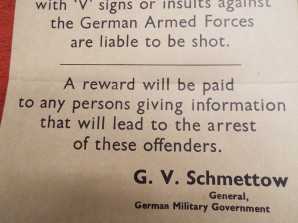 with 'V' signs or insults against
the German Armed Forces
are liable to be shot.
A reward will be paid
to any persons giving information
that will lead to the arrest
of these offenders.
G. V. Schmettow
General,
German Military Government